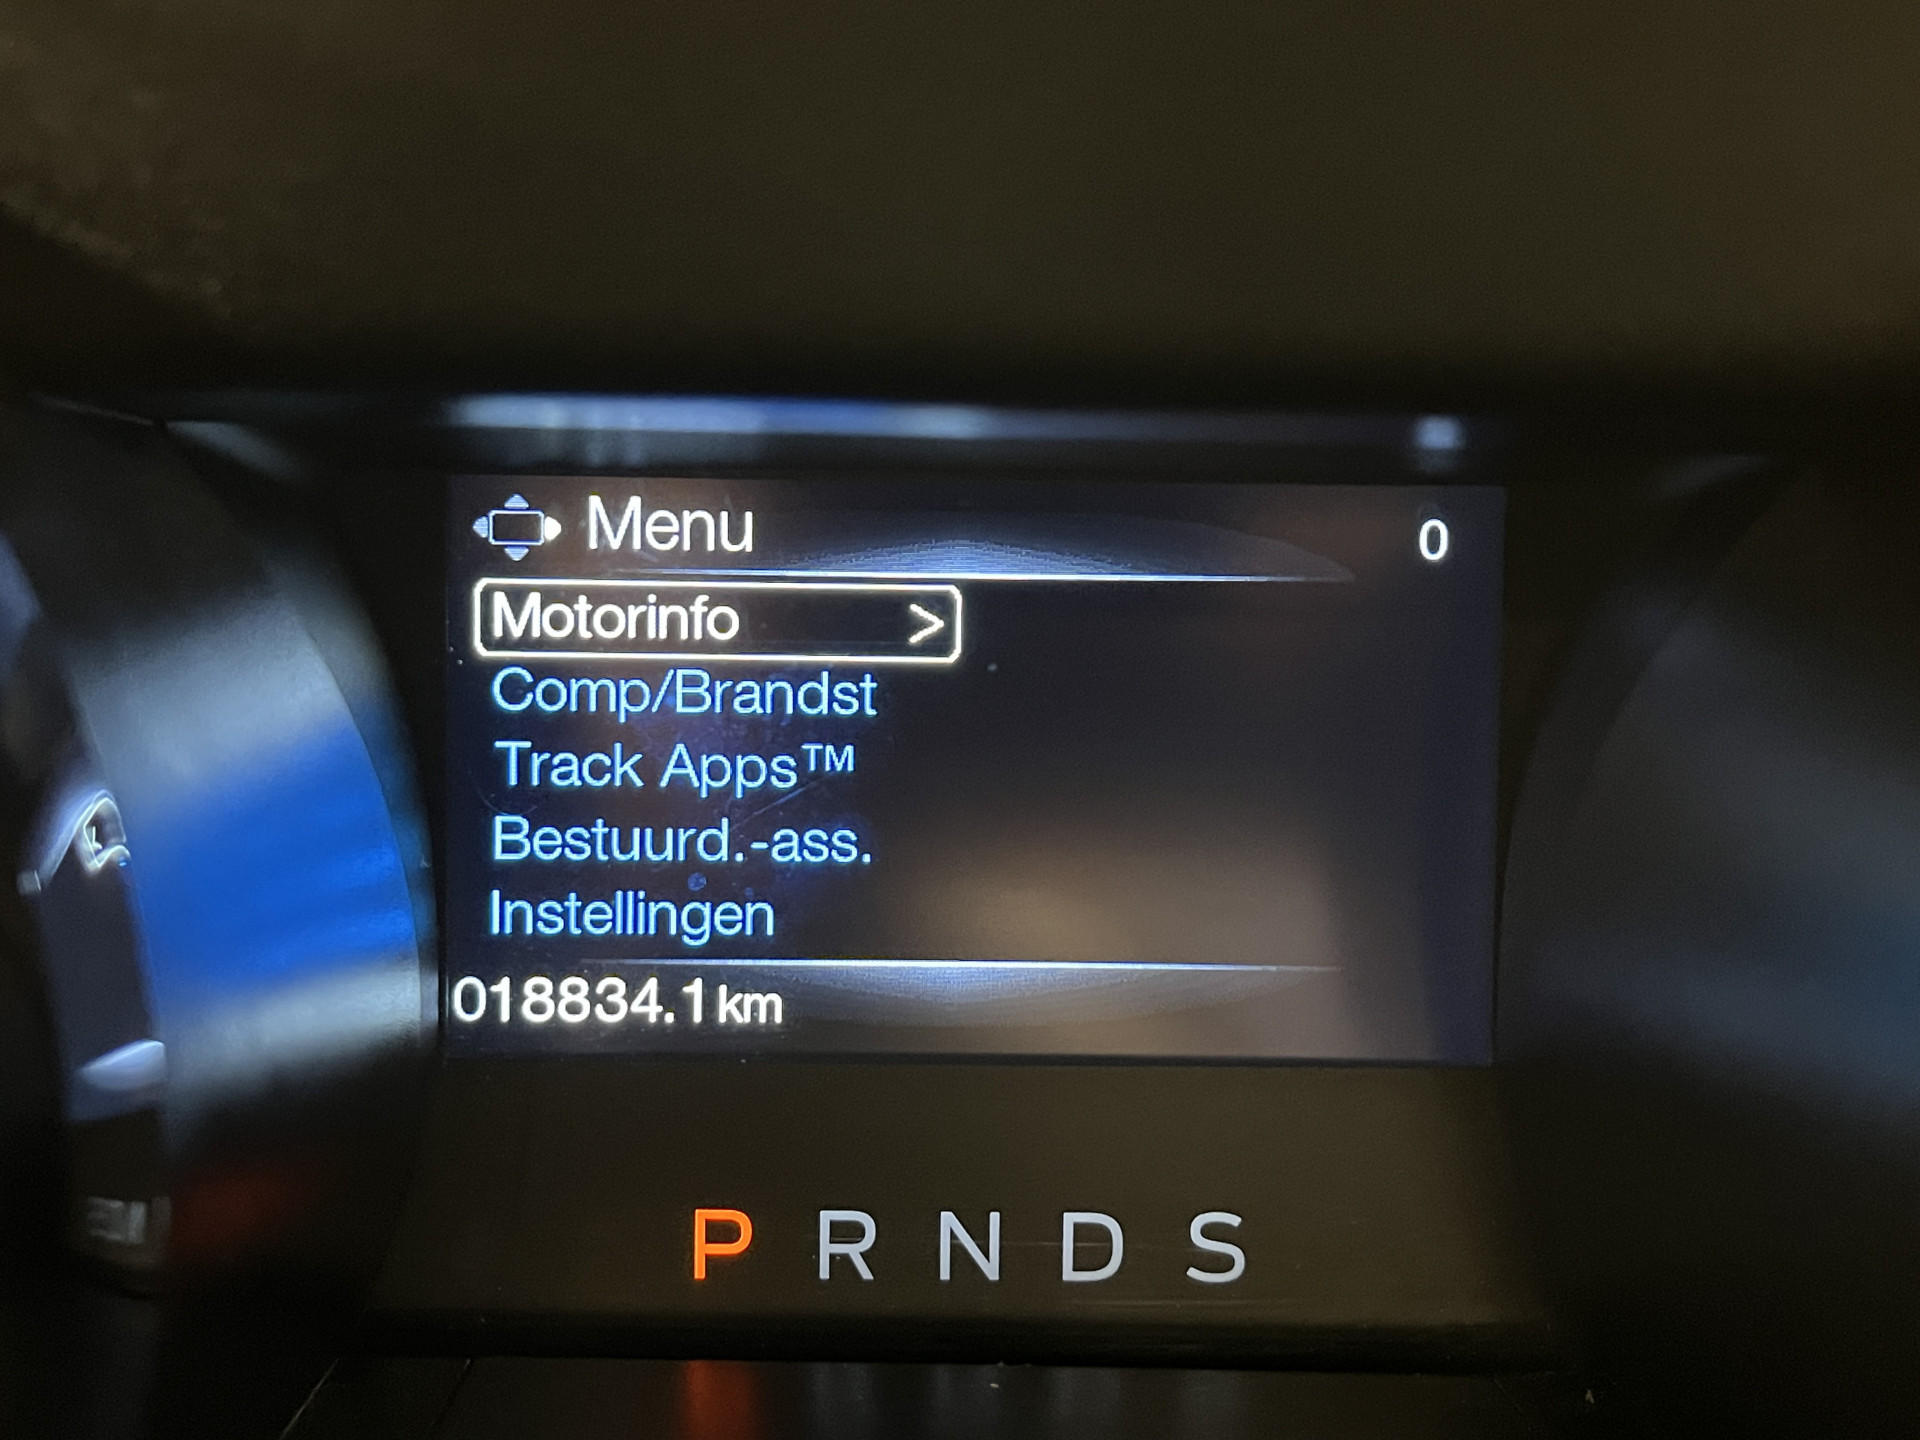 Menu 0
Motorinfo >
Comp/Brandst
Track Apps™
Bestuurd.-ass.
Instellingen
018834.1 km
P R N D S